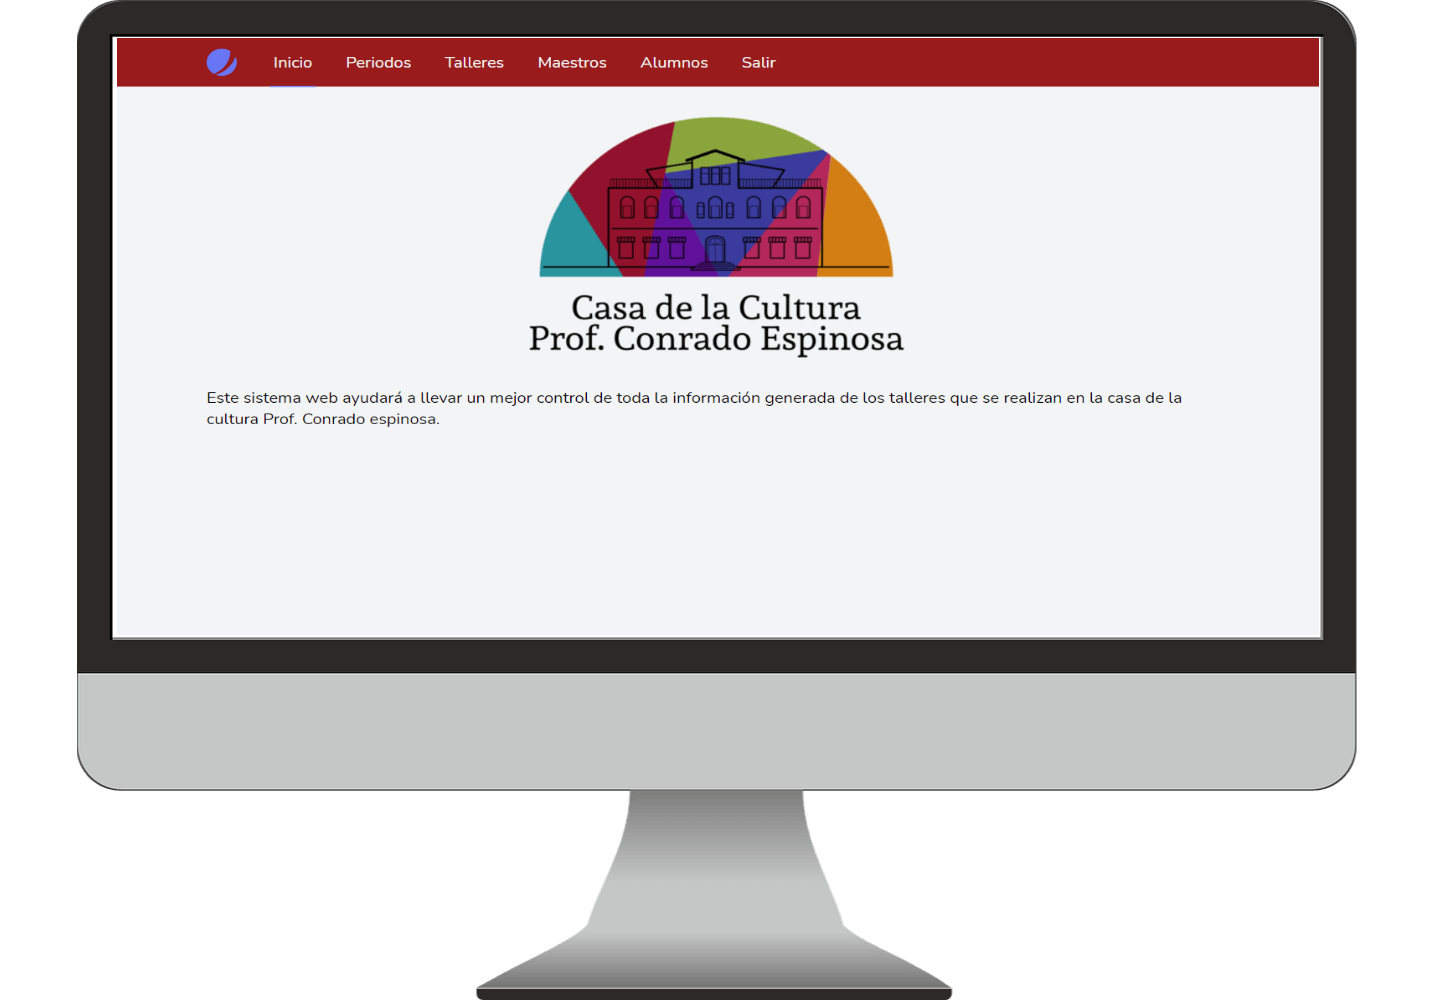 Inicio Periodos Talleres Maestros Alumnos Salir
Casa de la Cultura
Prof. Conrado Espinosa
Este sistema web ayudará a llevar un mejor control de toda la información generada de los talleres que se realizan en la casa de la
cultura Prof. Conrado espinosa.